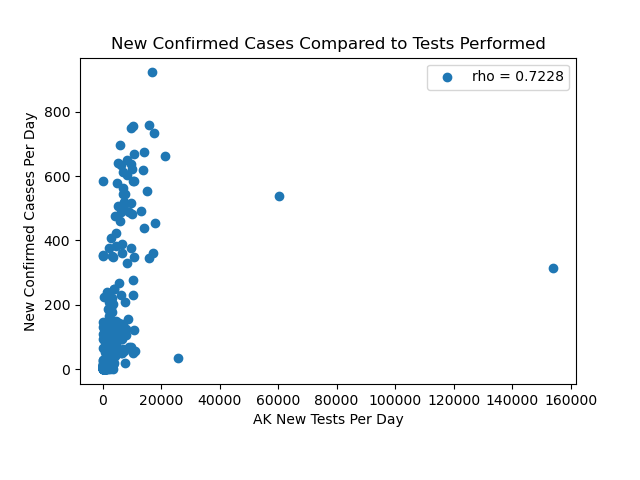 New Confirmed Cases Compared to Tests Performed
rho = 0.7228
New Confirmed Caeses Per Day
800
600
400
200
0
0 20000 40000 60000 80000 100000 120000 140000 160000
AK New Tests Per Day